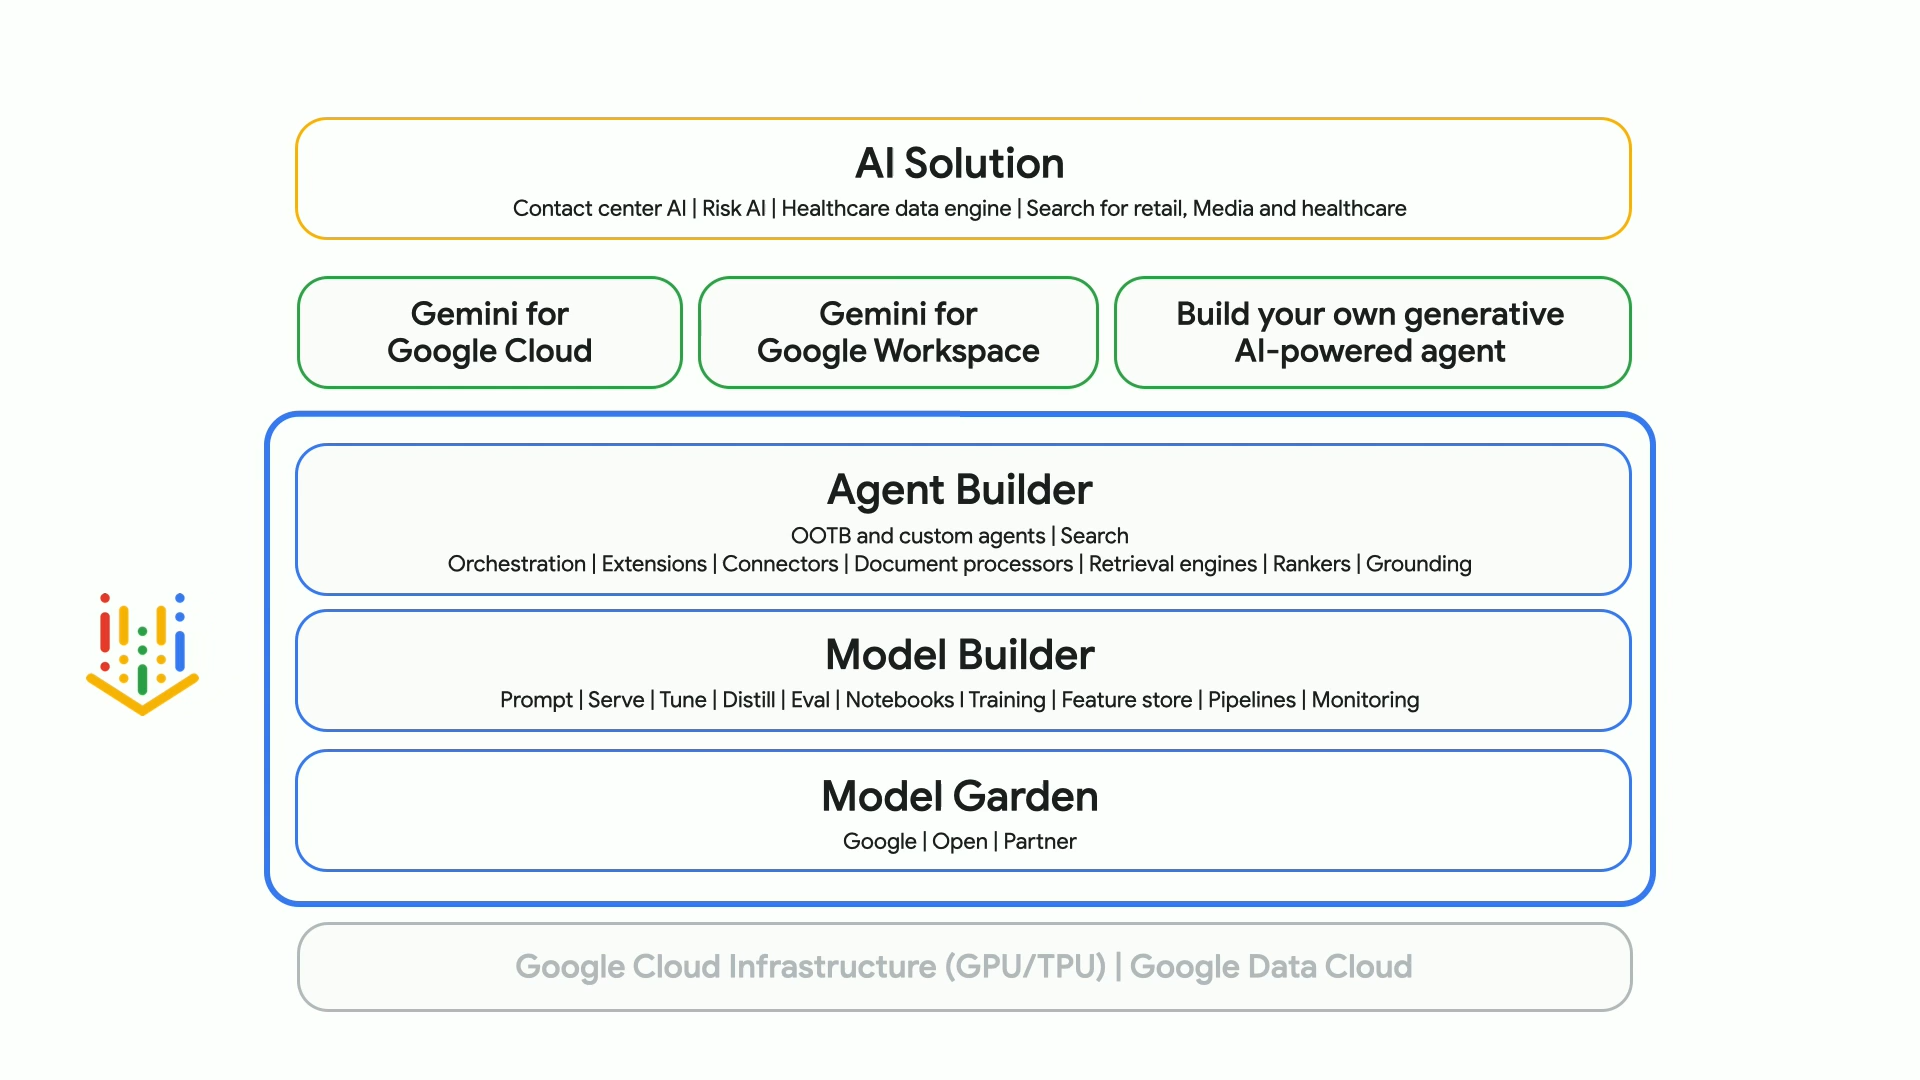 AI Solution
Contact center AI | Risk AI | Healthcare data engine | Search for retail, Media and healthcare
Gemini for
Google Cloud
Gemini for
Google Workspace
Build your own generative
AI-powered agent
Agent Builder
OOTB and custom agents | Search
Orchestration | Extensions | Connectors | Document processors | Retrieval engines | Rankers | Grounding
Model Builder
Prompt | Serve | Tune | Distill | Eval | Notebooks I Training | Feature store | Pipelines | Monitoring
Model Garden
Google | Open | Partner
Google Cloud Infrastructure (GPU/TPU) | Google Data Cloud